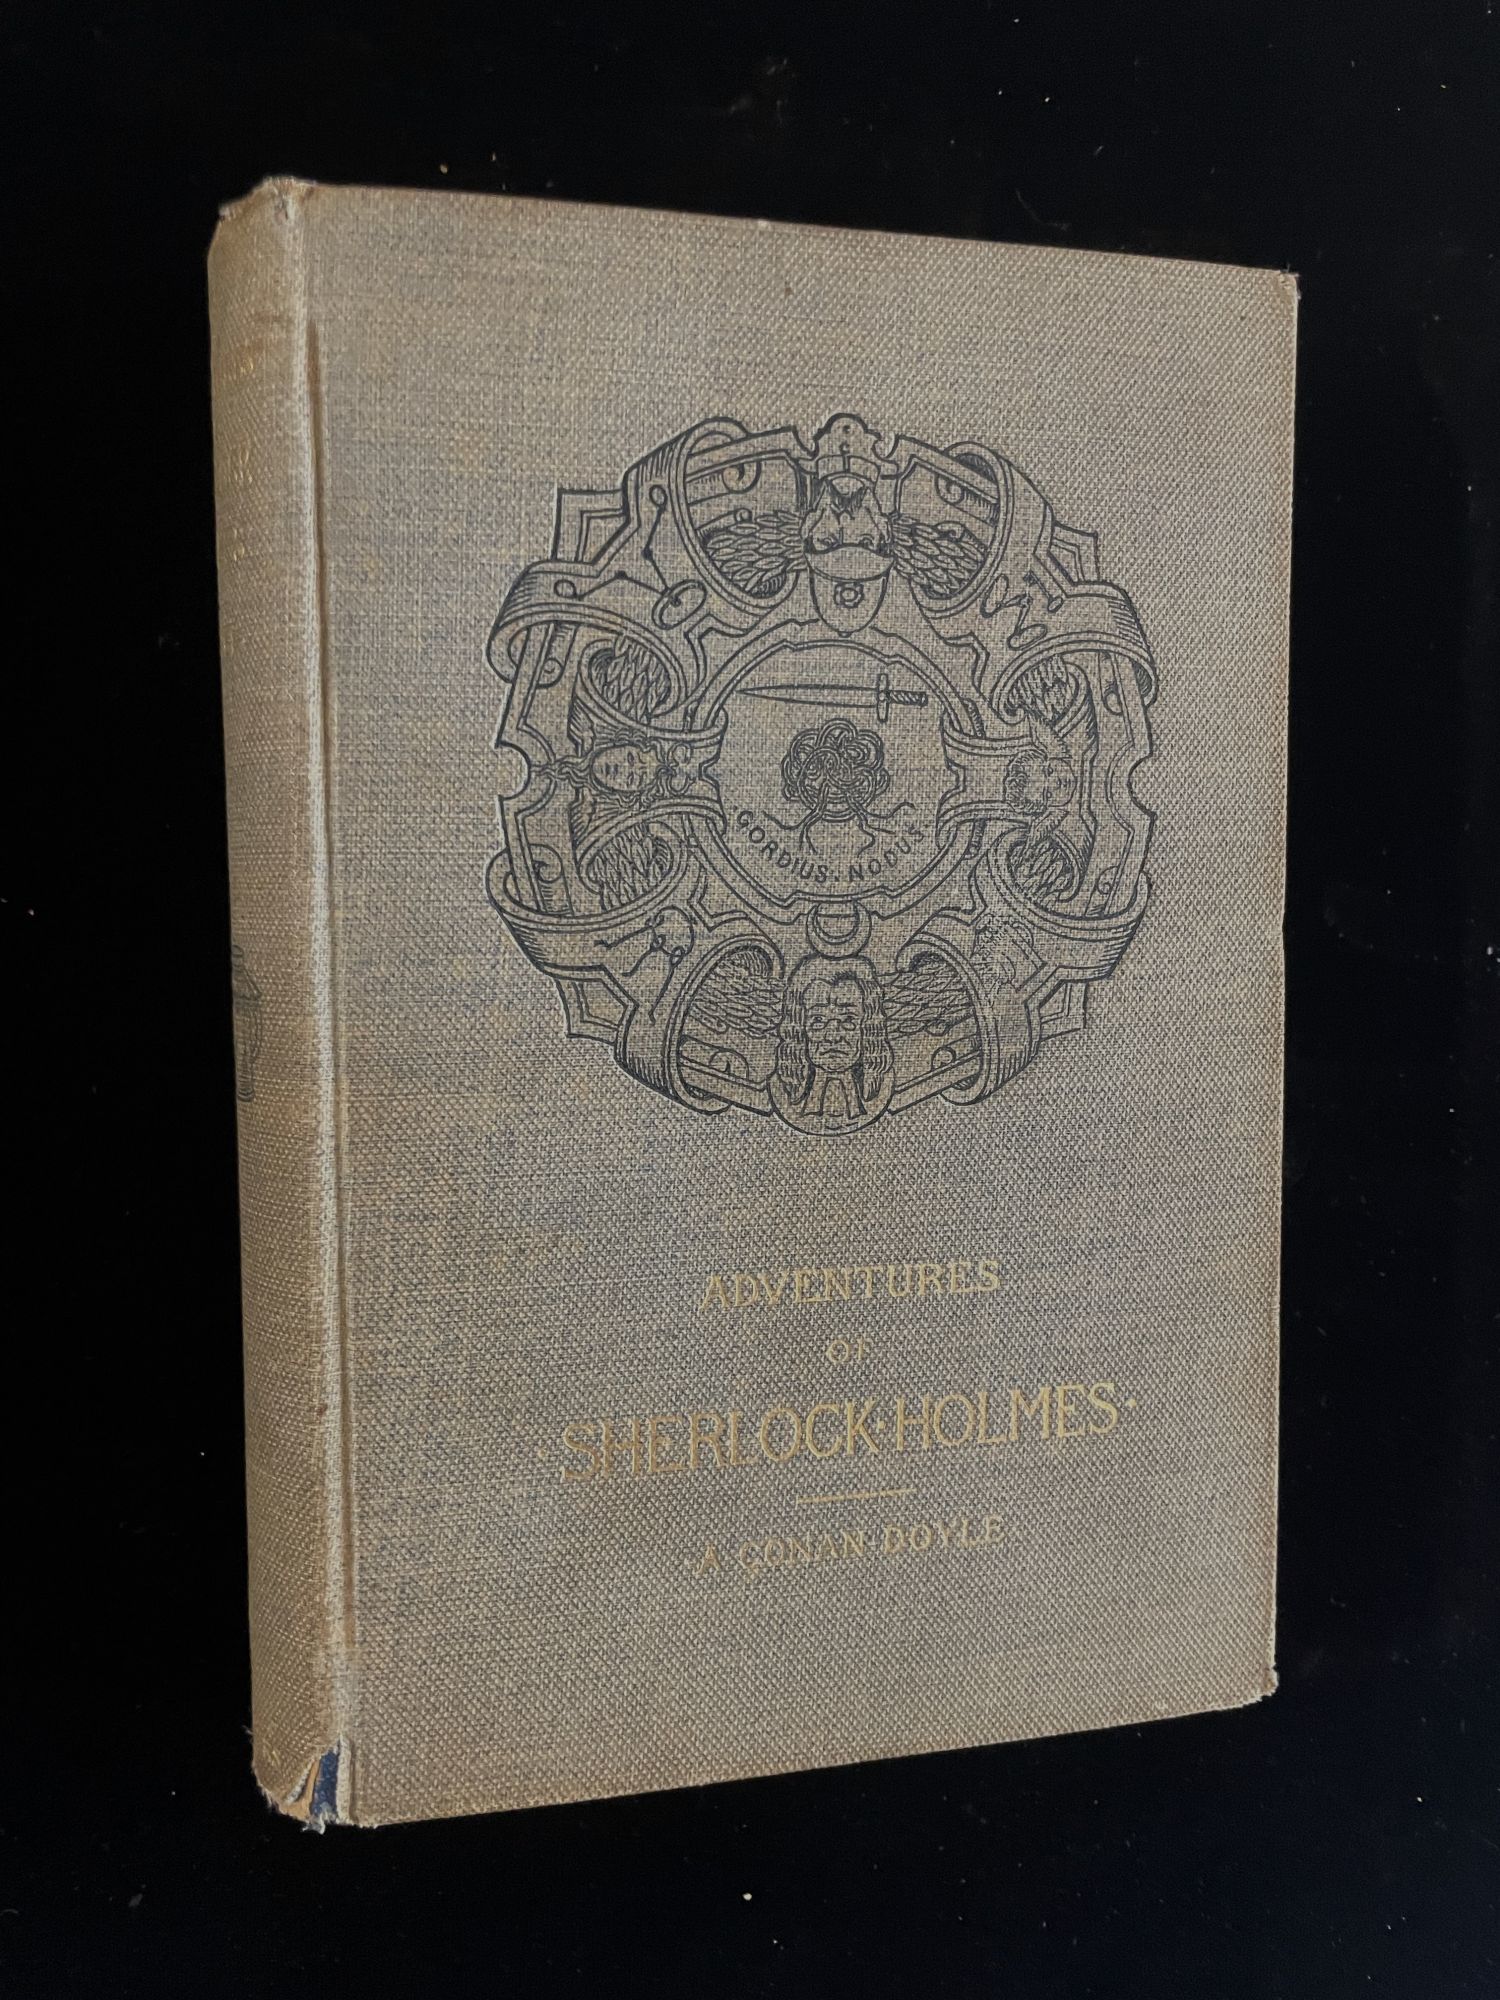 GORDIUS · NODUS
ADVENTURES
OF
· SHERLOCK · HOLMES ·
A CONAN DOYLE